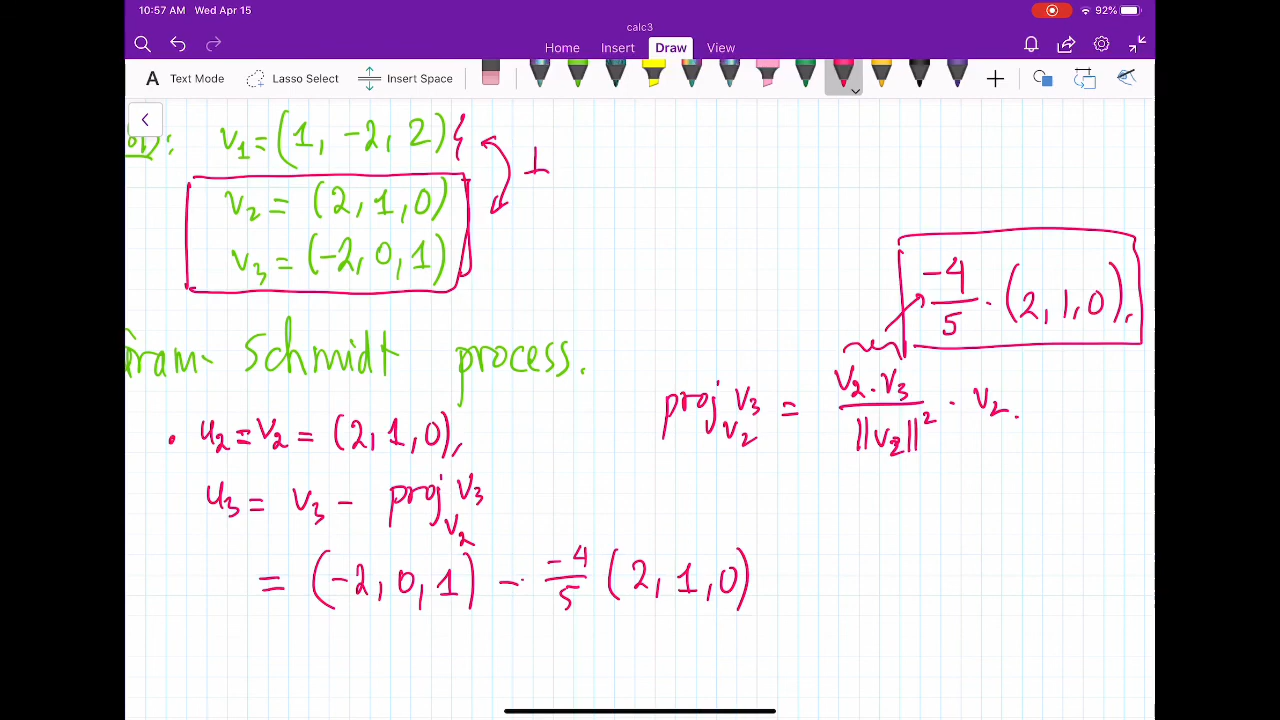 10:57 AM Wed Apr 15
92%
calc3
Home Insert Draw View
A Text Mode Lasso Select Insert Space
v₁ = (1, -2, 2)
⊥
v₂ = (2, 1, 0)
v₃ = (-2, 0, 1)
-4/5 · (2, 1, 0).
Schmidt process.
proj_v₂ v₃ = v₂·v₃/||v₂||² · v₂.
• u₂ = v₂ = (2, 1, 0),
u₃ = v₃ - proj_v₂ v₃
= (-2, 0, 1) - -4/5 (2, 1, 0)